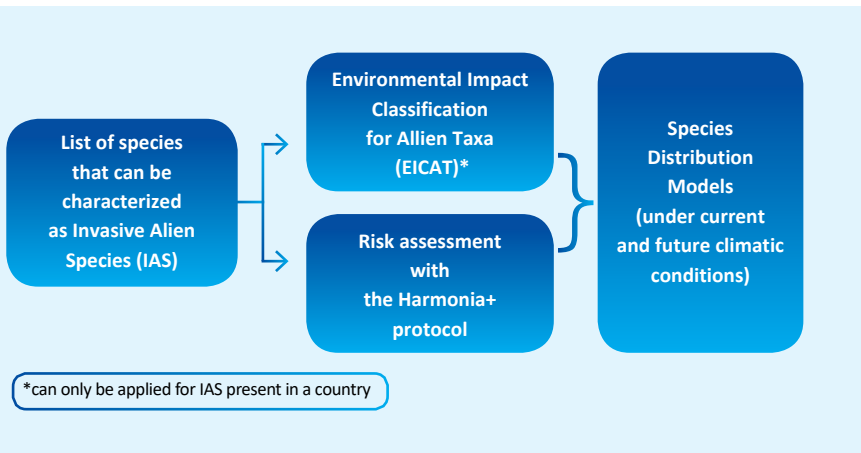 List of species
that can be
characterized
as Invasive Alien
Species (IAS)
Environmental Impact
Classification
for Allien Taxa
(EICAT)*
Risk assessment
with
the Harmonia+
protocol
Species
Distribution
Models
(under current
and future climatic
conditions)
*can only be applied for IAS present in a country